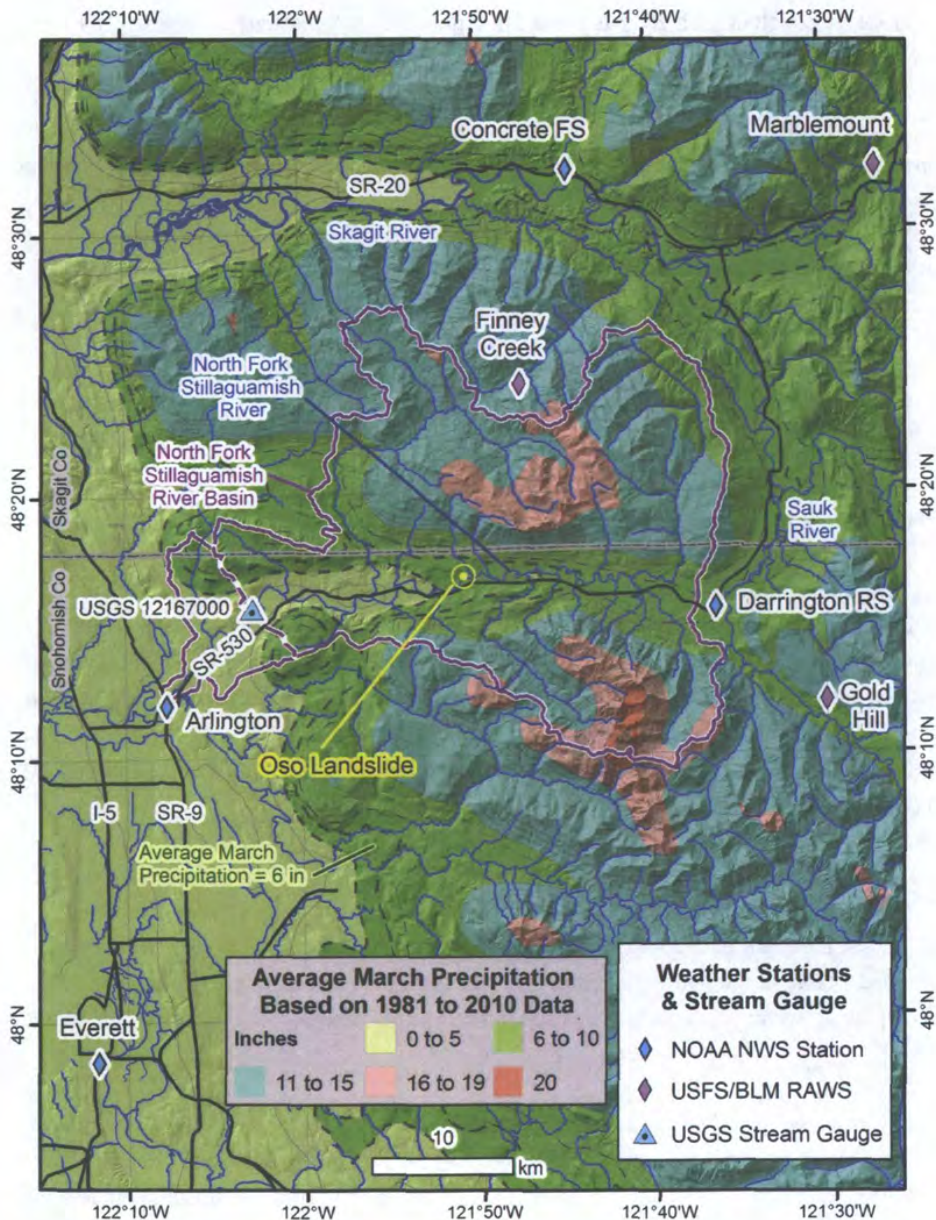 122°10'W
122°W
121°50'W
121°40'W
121°30'W
Concrete FS
Marblemount
SR-20
48°30'N
48°30'N
Skagit River
Finney
Creek
North Fork
Stillaguamish
River
North Fork
Stillaguamish
River Basin
48°20'N
48°20'N
Skagit Co
Sauk
River
USGS 12167000
Darrington RS
Snohomish Co
SR-530
Gold
Hill
Arlington
Oso Landslide
48°10'N
48°10'N
I-5
SR-9
Average March
Precipitation = 6 in
Average March Precipitation
Based on 1981 to 2010 Data
Inches
0 to 5
6 to 10
11 to 15
16 to 19
20
Weather Stations
& Stream Gauge
NOAA NWS Station
USFS/BLM RAWS
USGS Stream Gauge
48°N
48°N
Everett
10
km
122°10'W
122°W
121°50'W
121°40'W
121°30'W